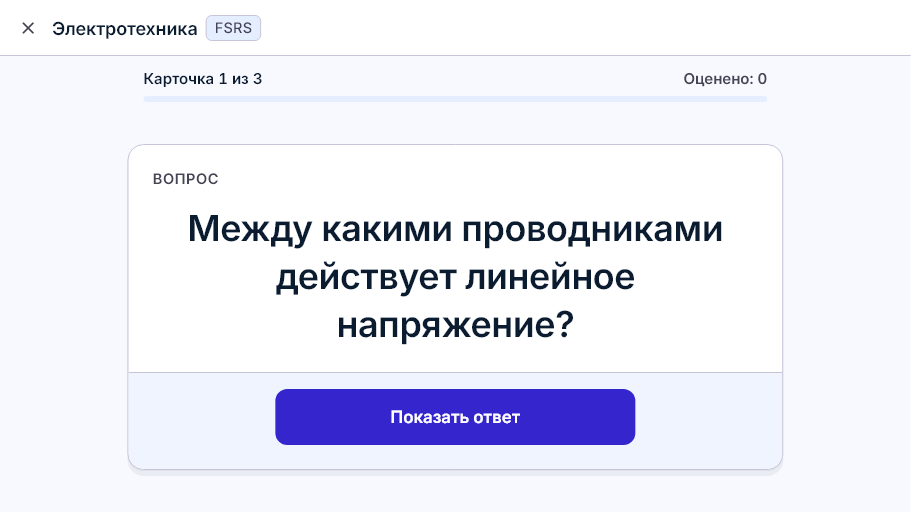 Электротехника FSRS
Карточка 1 из 3
Оценено: 0
ВОПРОС
Между какими проводниками
действует линейное
напряжение?
Показать ответ